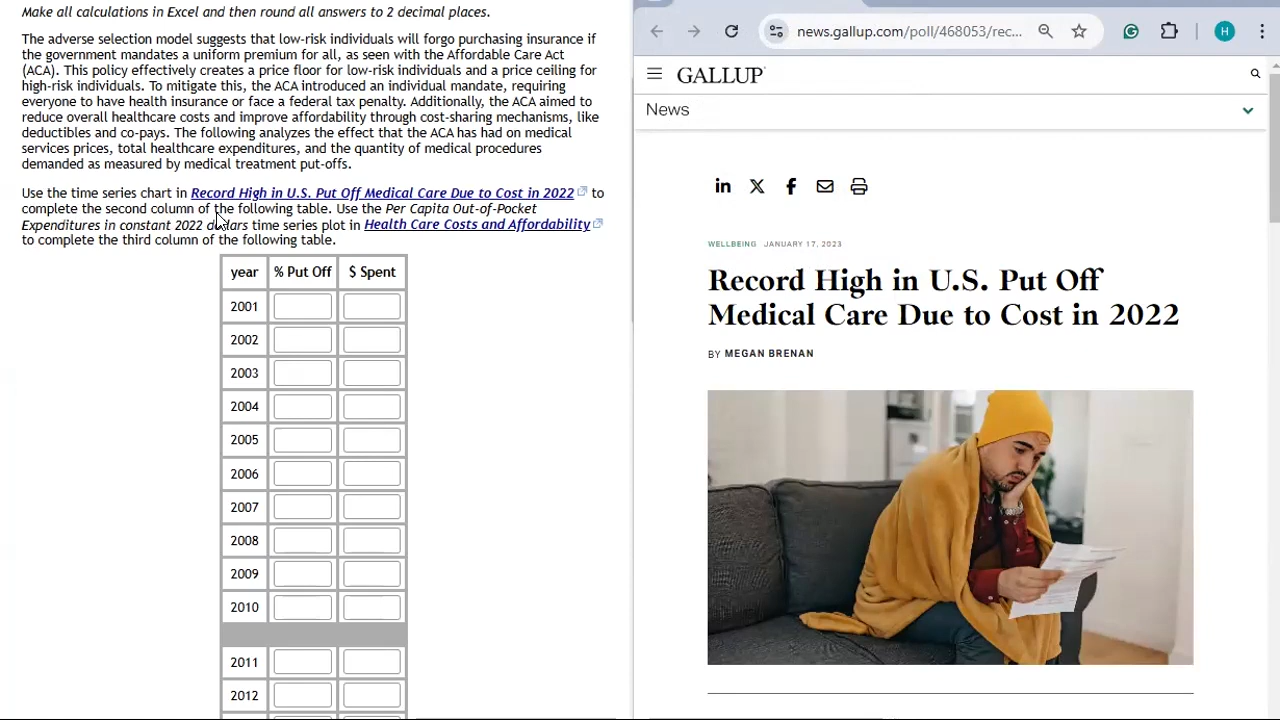 Make all calculations in Excel and then round all answers to 2 decimal places.
The adverse selection model suggests that low-risk individuals will forgo purchasing insurance if
the government mandates a uniform premium for all, as seen with the Affordable Care Act
(ACA). This policy effectively creates a price floor for low-risk individuals and a price ceiling for
high-risk individuals. To mitigate this, the ACA introduced an individual mandate, requiring
everyone to have health insurance or face a federal tax penalty. Additionally, the ACA aimed to
reduce overall healthcare costs and improve affordability through cost-sharing mechanisms, like
deductibles and co-pays. The following analyzes the effect that the ACA has had on medical
services prices, total healthcare expenditures, and the quantity of medical procedures
demanded as measured by medical treatment put-offs.
Use the time series chart in Record High in U.S. Put Off Medical Care Due to Cost in 2022 to
complete the second column of the following table. Use the Per Capita Out-of-Pocket
Expenditures in constant 2022 dollars time series plot in Health Care Costs and Affordability
to complete the third column of the following table.
year % Put Off $ Spent
2001
2002
2003
2004
2005
2006
2007
2008
2009
2010
2011
2012
news.gallup.com/poll/468053/rec...
H
GALLUP
News
WELLBEING JANUARY 17, 2023
Record High in U.S. Put Off
Medical Care Due to Cost in 2022
BY MEGAN BRENAN